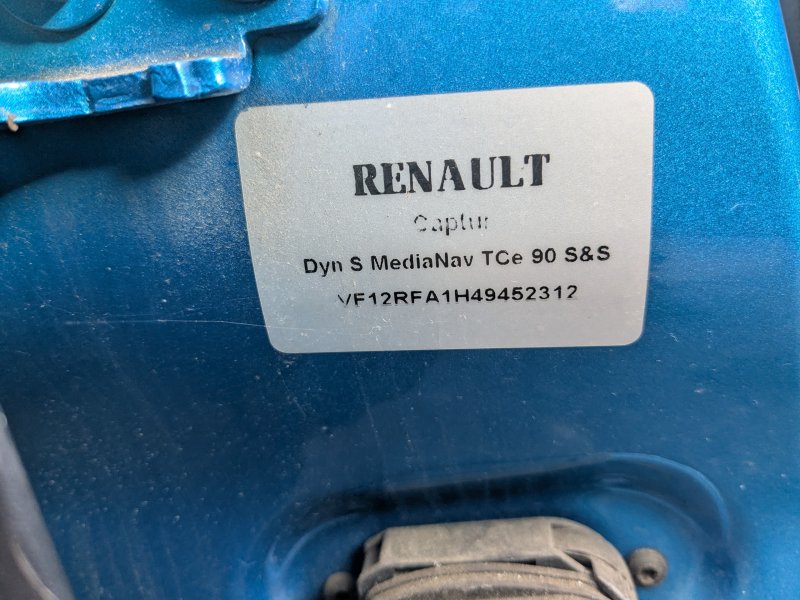 RENAULT
Captur
Dyn S MediaNav TCe 90 S&S
VF12RFA1H49452312